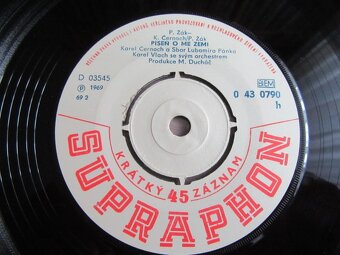 P. Žák-
K. Černoch/P. Žák
PÍSEŇ O MÉ ZEMI
Karel Černoch a Sbor Lubomíra Pánka
Karel Vlach se svým orchestrem
Produkce M. Ducháč
D 03545
℗ 1969
69 2
BIEM
0 43 0790
h
KRÁTKÝ 45 ZÁZNAM
SUPRAPHON